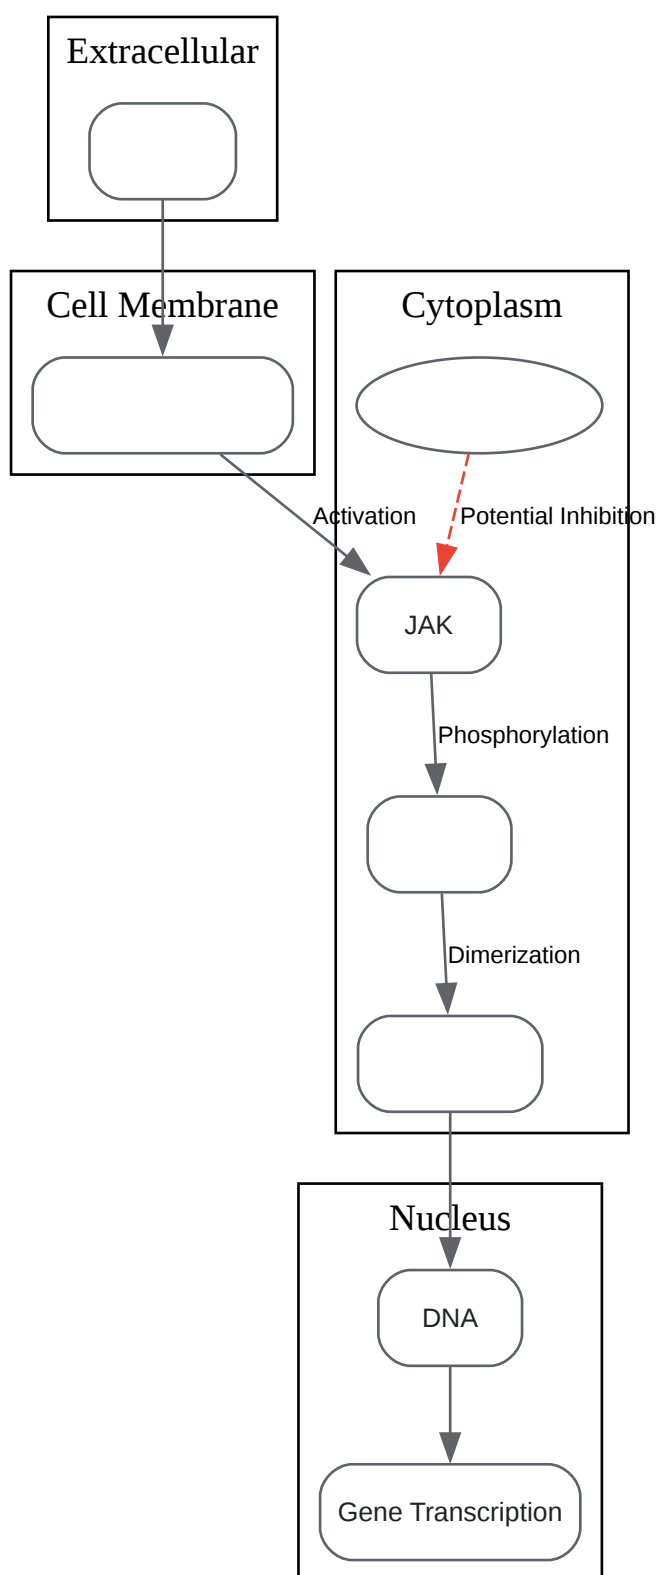 Extracellular
Cell Membrane
Cytoplasm
Activation
Potential Inhibition
JAK
Phosphorylation
Dimerization
Nucleus
DNA
Gene Transcription